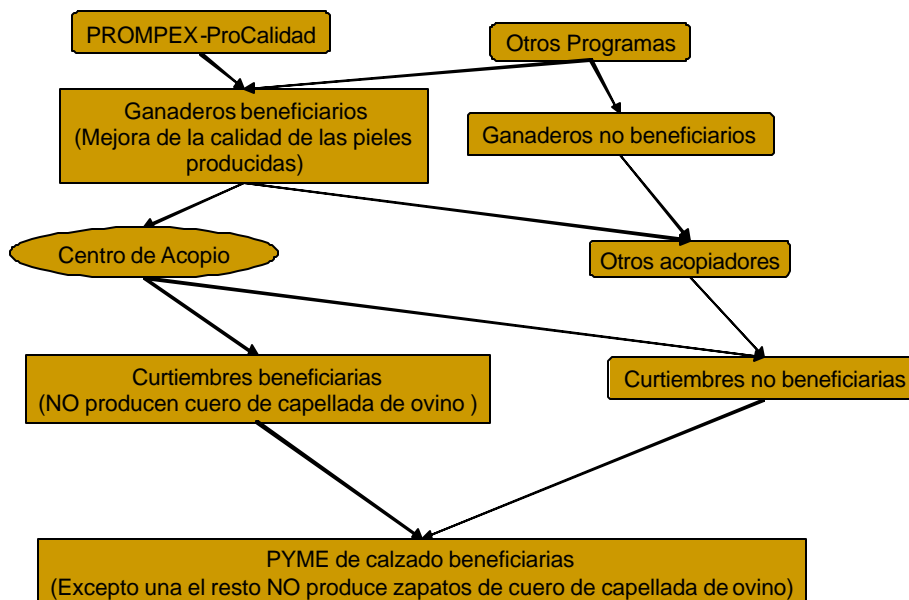 PROMPEX-ProCalidad
Otros Programas
Ganaderos beneficiarios
(Mejora de la calidad de las pieles
producidas)
Ganaderos no beneficiarios
Centro de Acopio
Otros acopiadores
Curtiembres beneficiarias
(NO producen cuero de capellada de ovino )
Curtiembres no beneficiarias
PYME de calzado beneficiarias
(Excepto una el resto NO produce zapatos de cuero de capellada de ovino)